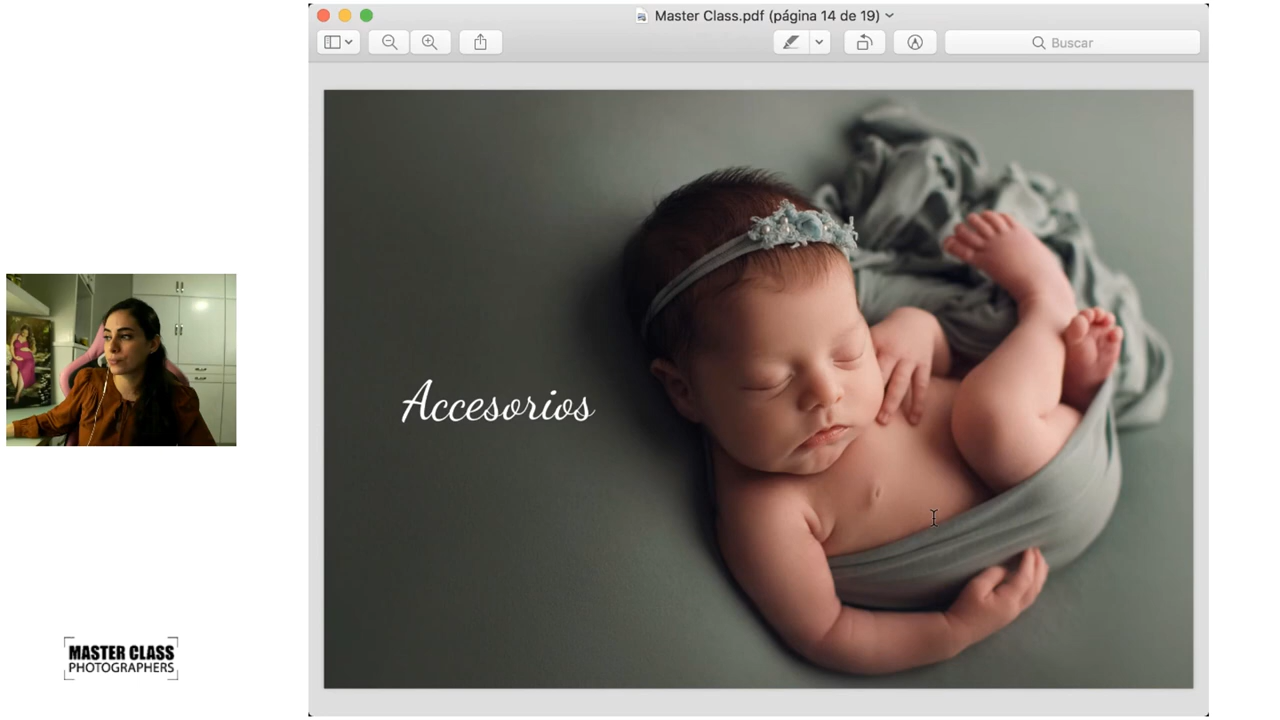 Master Class.pdf (página 14 de 19)
Buscar
Accesorios
MASTER CLASS
PHOTOGRAPHERS